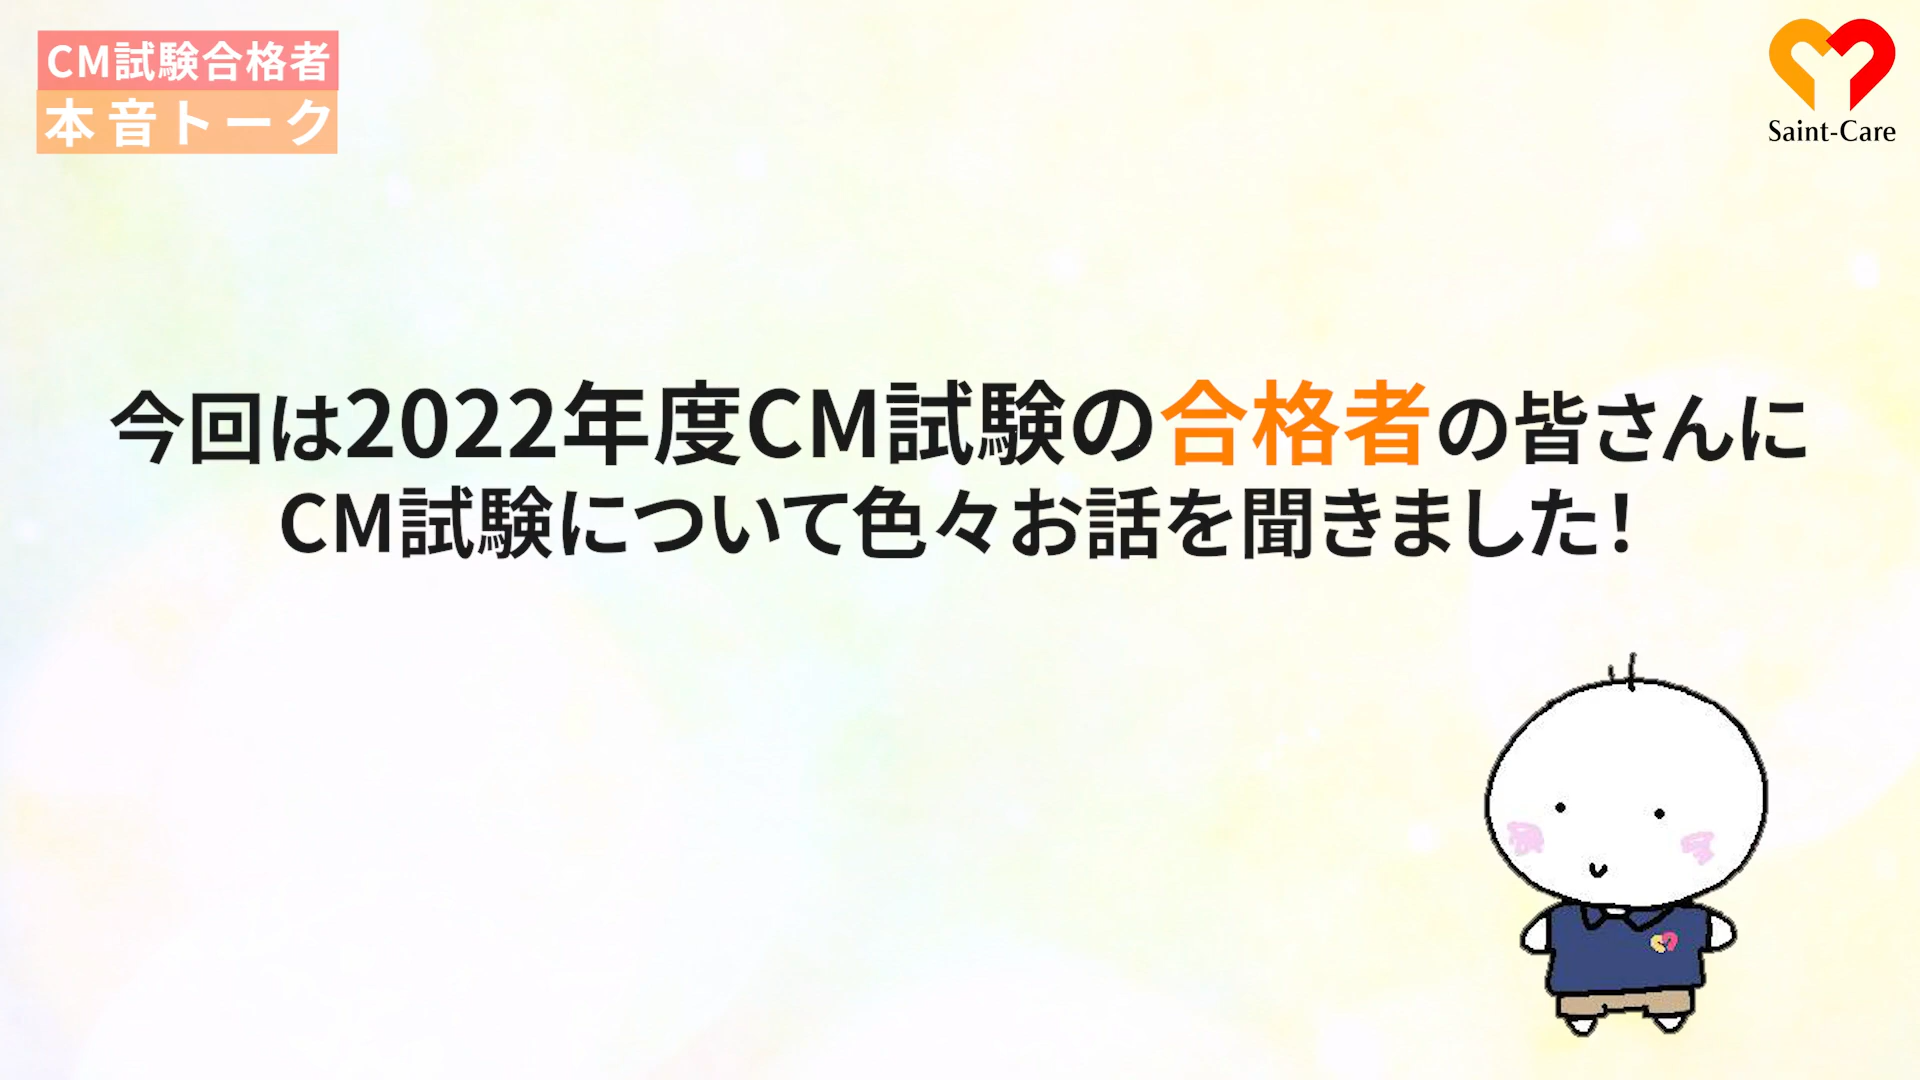 CM試験合格者
本音トーク
Saint-Care
今回は2022年度CM試験の合格者の皆さんに
CM試験について色々お話を聞きました!